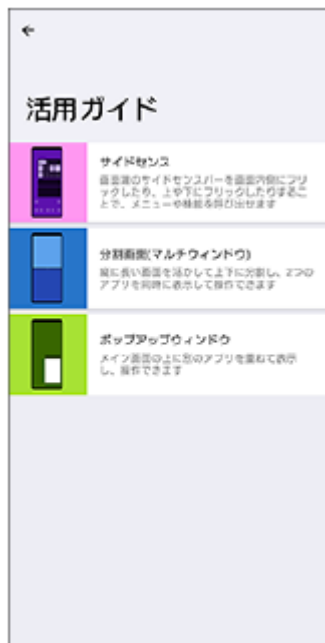 活用ガイド
サイドセンス
画面端のサイドセンスバーを画面内側にフリ
ックしたり、上や下にフリックしたりするこ
とで、メニューや機能を呼び出せます
分割画面(マルチウィンドウ)
縦に長い画面を活かして上下に分割し、2つの
アプリを同時に表示して操作できます
ポップアップウィンドウ
メイン画面の上に別のアプリを重ねて表示
し、操作できます